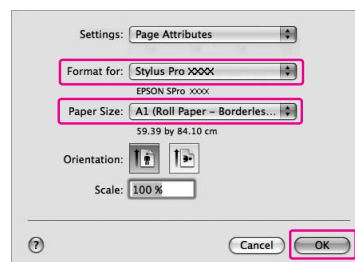 Settings: Page Attributes
Format for: Stylus Pro XXXX
EPSON SPro XXXX
Paper Size: A1 (Roll Paper – Borderles...
59.39 by 84.10 cm
Orientation:
Scale: 100 %
? Cancel OK